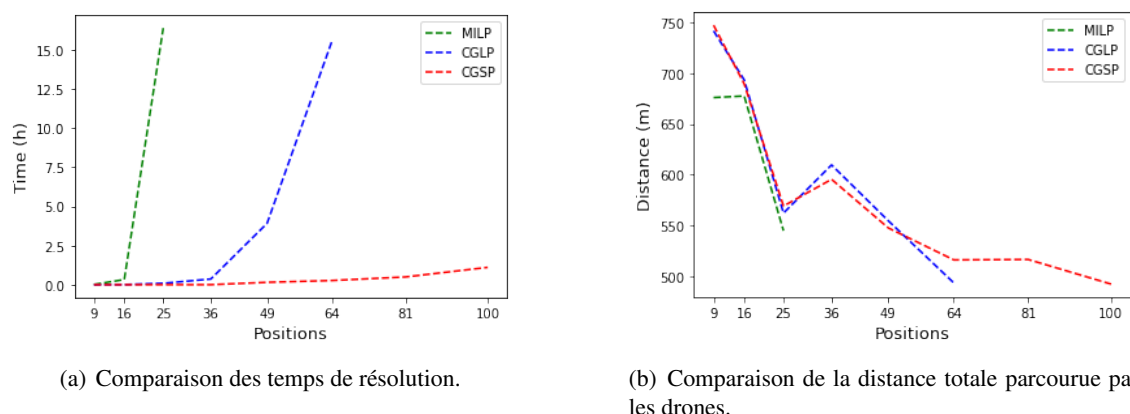 15.0
12.5
10.0
7.5
5.0
2.5
0.0
Time (h)
MILP
CGLP
CGSP
9 16 25 36 49 64 81 100
Positions
(a) Comparaison des temps de résolution.
750
700
650
600
550
500
Distance (m)
MILP
CGLP
CGSP
9 16 25 36 49 64 81 100
Positions
(b) Comparaison de la distance totale parcourue pa
les drones.